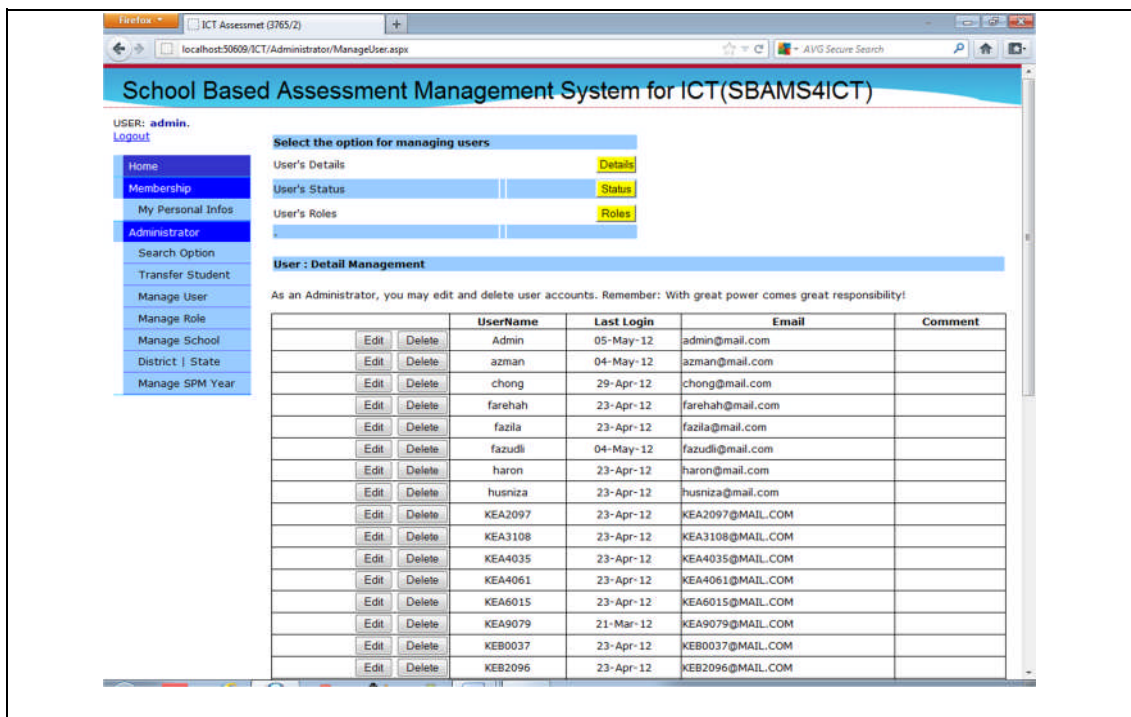 Firefox
ICT Assessmet (3765/2)
localhost:50609/ICT/Administrator/ManageUser.aspx
AVG Secure Search
School Based Assessment Management System for ICT(SBAMS4ICT)
USER: admin.
Logout
Home
Membership
My Personal Infos
Administrator
Search Option
Transfer Student
Manage User
Manage Role
Manage School
District | State
Manage SPM Year
Select the option for managing users
User's Details Details
User's Status Status
User's Roles Roles
User : Detail Management
As an Administrator, you may edit and delete user accounts. Remember: With great power comes great responsibility!
UserName Last Login Email Comment
Edit Delete Admin 05-May-12 admin@mail.com
Edit Delete azman 04-May-12 azman@mail.com
Edit Delete chong 29-Apr-12 chong@mail.com
Edit Delete farehah 23-Apr-12 farehah@mail.com
Edit Delete fazila 23-Apr-12 fazila@mail.com
Edit Delete fazudli 04-May-12 fazudli@mail.com
Edit Delete haron 23-Apr-12 haron@mail.com
Edit Delete husniza 23-Apr-12 husniza@mail.com
Edit Delete KEA2097 23-Apr-12 KEA2097@MAIL.COM
Edit Delete KEA3108 23-Apr-12 KEA3108@MAIL.COM
Edit Delete KEA4035 23-Apr-12 KEA4035@MAIL.COM
Edit Delete KEA4061 23-Apr-12 KEA4061@MAIL.COM
Edit Delete KEA6015 23-Apr-12 KEA6015@MAIL.COM
Edit Delete KEA9079 21-Mar-12 KEA9079@MAIL.COM
Edit Delete KEB0037 23-Apr-12 KEB0037@MAIL.COM
Edit Delete KEB2096 23-Apr-12 KEB2096@MAIL.COM